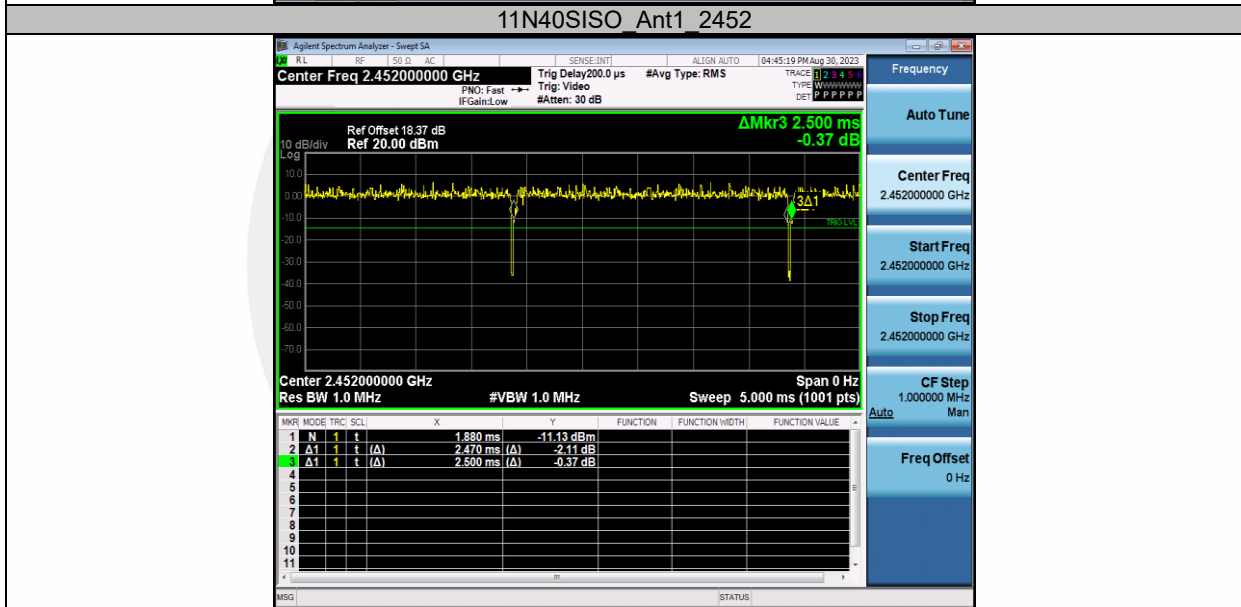 11N40SISO_Ant1_2452
Agilent Spectrum Analyzer - Swept SA
RL RF 50 Ω AC SENSE:INT ALIGN AUTO 04:45:19 PM Aug 30, 2023
Center Freq 2.452000000 GHz
PNO: Fast
IFGain:Low
Trig Delay200.0 µs
Trig: Video
#Atten: 30 dB
#Avg Type: RMS
TRACE 1 2 3 4 5 6
TYPE WWWWWW
DET P P P P P P
Frequency
Auto Tune
Center Freq
2.452000000 GHz
Start Freq
2.452000000 GHz
Stop Freq
2.452000000 GHz
CF Step
1.000000 MHz
Auto Man
Freq Offset
0 Hz
ΔMkr3 2.500 ms
-0.37 dB
Ref Offset 18.37 dB
10 dB/div Ref 20.00 dBm
Log
10.0
0.00
-10.0
-20.0
-30.0
-40.0
-50.0
-60.0
-70.0
3Δ1
TRIG LVL
Center 2.452000000 GHz Span 0 Hz
Res BW 1.0 MHz #VBW 1.0 MHz Sweep 5.000 ms (1001 pts)
MKR MODE TRC SCL X Y FUNCTION FUNCTION WIDTH FUNCTION VALUE
1 N 1 t 1.880 ms -11.13 dBm
2 Δ1 1 t (Δ) 2.470 ms (Δ) -2.11 dB
3 Δ1 1 t (Δ) 2.500 ms (Δ) -0.37 dB
4
5
6
7
8
9
10
11
MSG STATUS